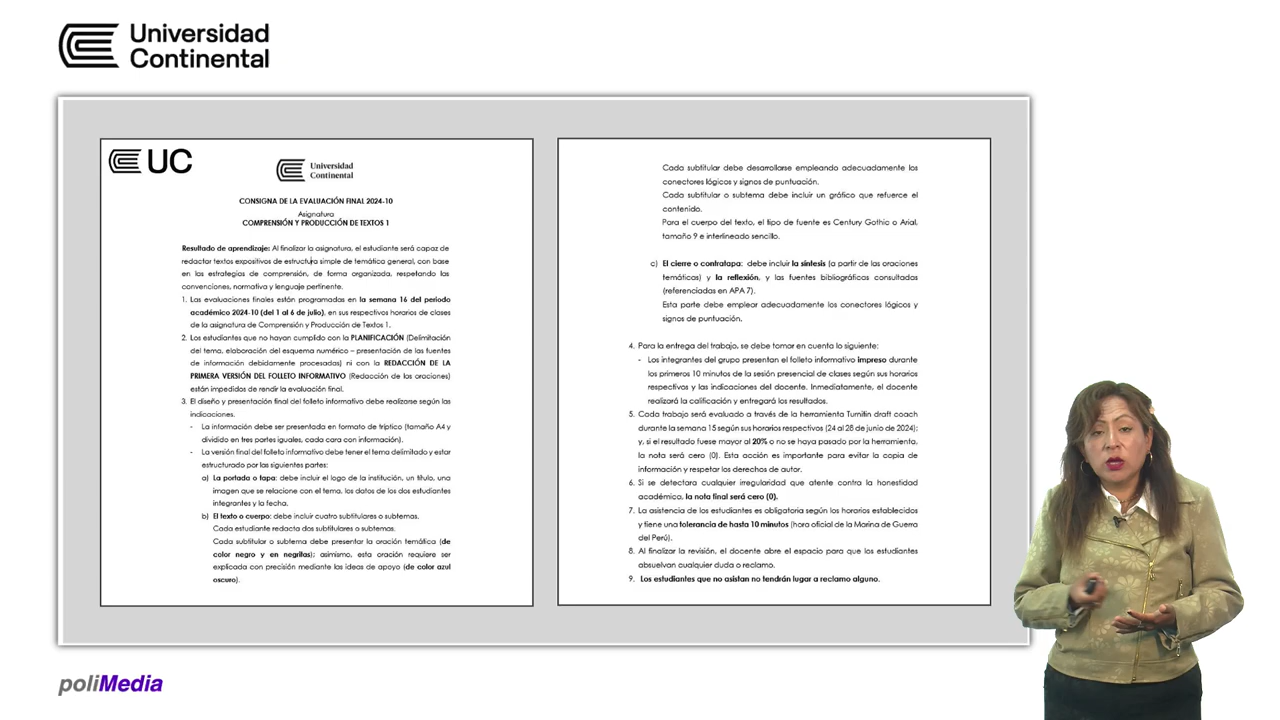 Universidad
Continental
UC
Universidad
Continental
CONSIGNA DE LA EVALUACIÓN FINAL 2024-10
Asignatura
COMPRENSIÓN Y PRODUCCIÓN DE TEXTOS 1
Resultado de aprendizaje: Al finalizar la asignatura, el estudiante será capaz de
redactar textos expositivos de estructura simple de temática general, con base
en las estrategias de comprensión, de forma organizada, respetando las
convenciones, normativa y lenguaje pertinente.
1. Las evaluaciones finales están programadas en la semana 16 del periodo
académico 2024-10 (del 1 al 6 de julio), en sus respectivos horarios de clases
de la asignatura de Comprensión y Producción de Textos 1.
2. Los estudiantes que no hayan cumplido con la PLANIFICACIÓN (Delimitación
del tema, elaboración del esquema numérico – presentación de las fuentes
de información debidamente procesadas) ni con la REDACCIÓN DE LA
PRIMERA VERSIÓN DEL FOLLETO INFORMATIVO (Redacción de las oraciones)
están impedidos de rendir la evaluación final.
3. El diseño y presentación final del folleto informativo debe realizarse según las
indicaciones.
- La información debe ser presentada en formato de tríptico (tamaño A4 y
dividido en tres partes iguales, cada cara con información).
- La versión final del folleto informativo debe tener el tema delimitado y estar
estructurado por las siguientes partes:
a) La portada o tapa: debe incluir el logo de la institución, un título, una
imagen que se relacione con el tema, los datos de los dos estudiantes
integrantes y la fecha.
b) El texto o cuerpo: debe incluir cuatro subtitulares o subtemas.
Cada estudiante redacta dos subtitulares o subtemas.
Cada subtitular o subtema debe presentar la oración temática (de
color negro y en negritas); asimismo, esta oración requiere ser
explicada con precisión mediante las ideas de apoyo (de color azul
oscuro).
Cada subtitular debe desarrollarse empleando adecuadamente los
conectores lógicos y signos de puntuación.
Cada subtitular o subtema debe incluir un gráfico que refuerce el
contenido.
Para el cuerpo del texto, el tipo de fuente es Century Gothic o Arial,
tamaño 9 e interlineado sencillo.
c) El cierre o contratapa: debe incluir la síntesis (a partir de las oraciones
temáticas) y la reflexión, y las fuentes bibliográficas consultadas
(referenciadas en APA 7).
Esta parte debe emplear adecuadamente los conectores lógicos y
signos de puntuación.
4. Para la entrega del trabajo, se debe tomar en cuenta lo siguiente:
- Los integrantes del grupo presentan el folleto informativo impreso durante
los primeros 10 minutos de la sesión presencial de clases según sus horarios
respectivos y las indicaciones del docente. Inmediatamente, el docente
realizará la calificación y entregará los resultados.
5. Cada trabajo será evaluado a través de la herramienta Turnitin draft coach
durante la semana 15 según sus horarios respectivos (24 al 28 de junio de 2024);
y, si el resultado fuese mayor al 20% o no se haya pasado por la herramienta,
la nota será cero (0). Esta acción es importante para evitar la copia de
información y respetar los derechos de autor.
6. Si se detectara cualquier irregularidad que atente contra la honestidad
académica, la nota final será cero (0).
7. La asistencia de los estudiantes es obligatoria según los horarios establecidos
y tiene una tolerancia de hasta 10 minutos (hora oficial de la Marina de Guerra
del Perú).
8. Al finalizar la revisión, el docente abre el espacio para que los estudiantes
absuelvan cualquier duda o reclamo.
9. Los estudiantes que no asistan no tendrán lugar a reclamo alguno.
poliMedia